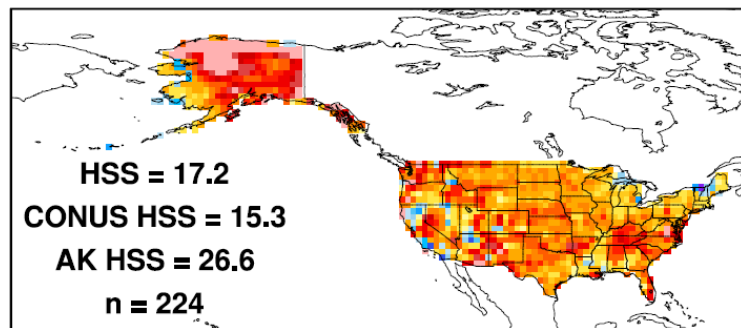 HSS = 17.2
CONUS HSS = 15.3
AK HSS = 26.6
n = 224